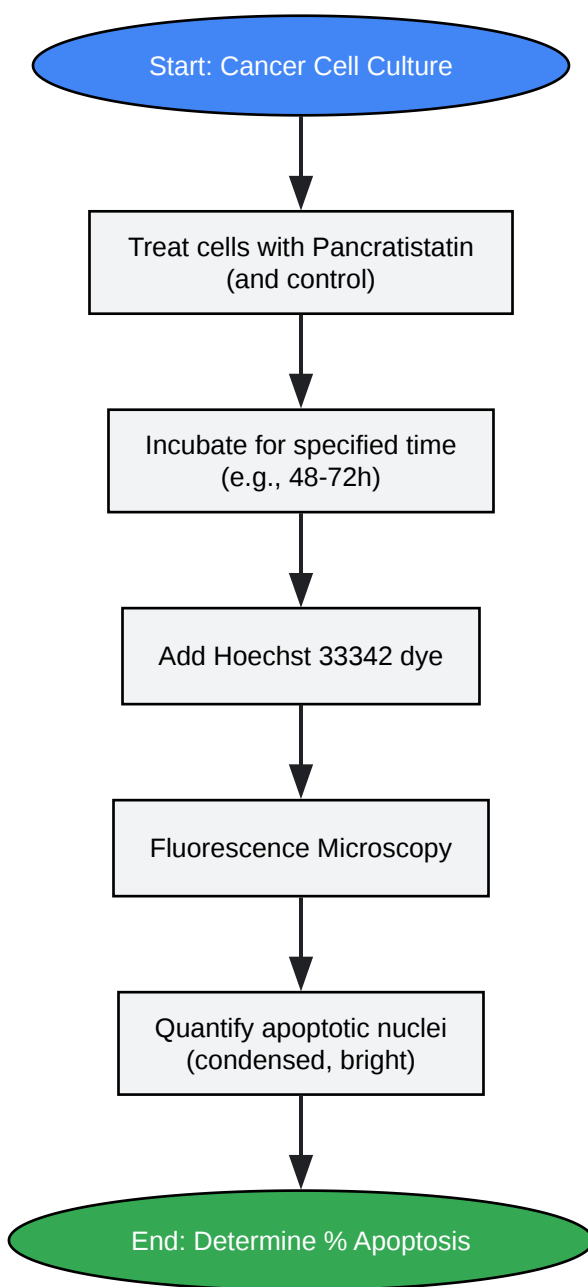 Start: Cancer Cell Culture
Treat cells with Pancratistatin
(and control)
Incubate for specified time
(e.g., 48-72h)
Add Hoechst 33342 dye
Fluorescence Microscopy
Quantify apoptotic nuclei
(condensed, bright)
End: Determine % Apoptosis